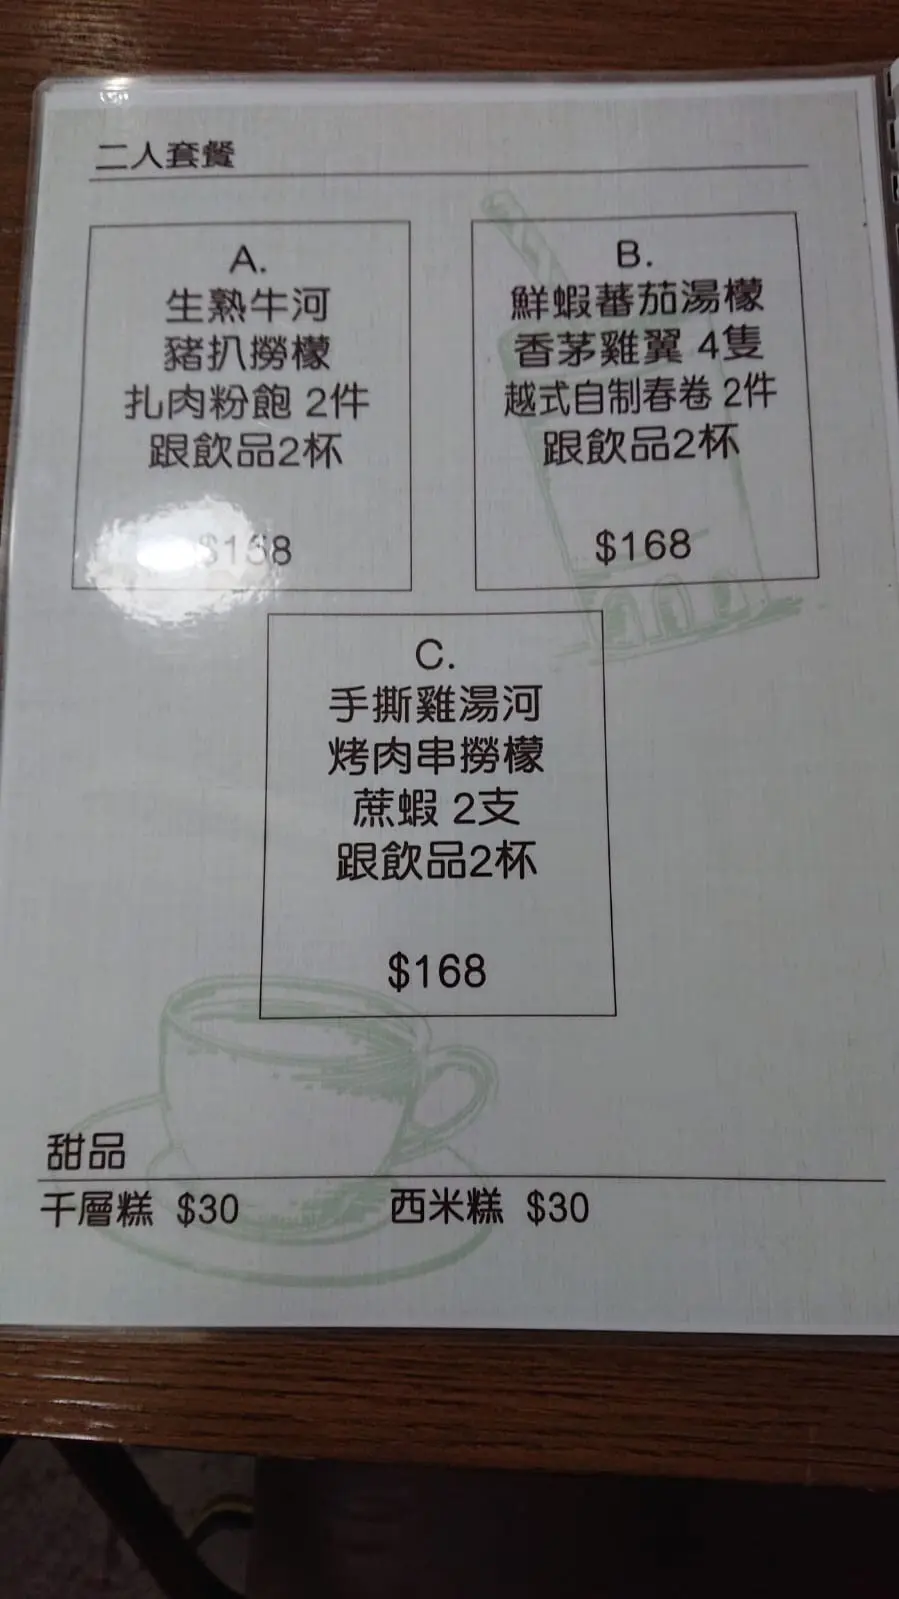 二人套餐
A.
生熟牛河
豬扒撈檬
扎肉粉飽 2件
跟飲品2杯
$168
B.
鮮蝦蕃茄湯檬
香茅雞翼 4隻
越式自制春卷 2件
跟飲品2杯
$168
C.
手撕雞湯河
烤肉串撈檬
蔗蝦 2支
跟飲品2杯
$168
甜品
千層糕 $30
西米糕 $30